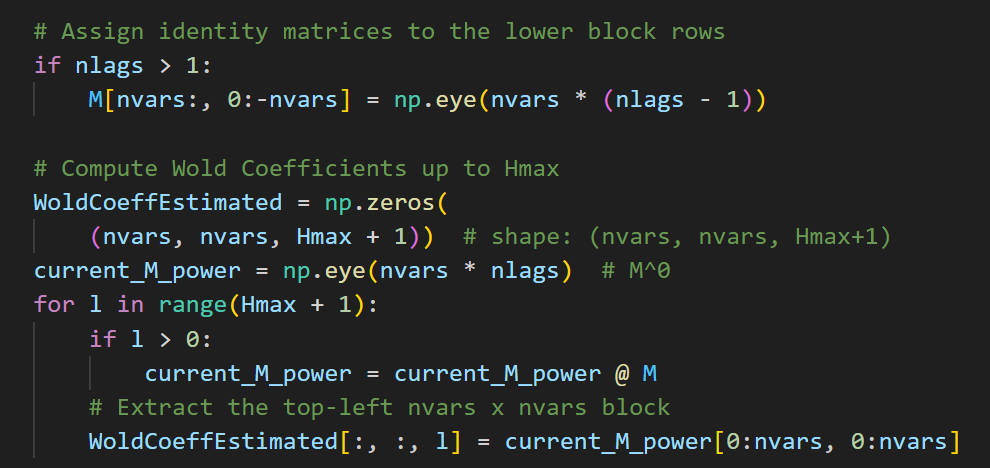 # Assign identity matrices to the lower block rows
if nlags > 1:
    M[nvars:, 0:-nvars] = np.eye(nvars * (nlags - 1))

# Compute Wold Coefficients up to Hmax
WoldCoeffEstimated = np.zeros(
    (nvars, nvars, Hmax + 1))  # shape: (nvars, nvars, Hmax+1)
current_M_power = np.eye(nvars * nlags)  # M^0
for l in range(Hmax + 1):
    if l > 0:
        current_M_power = current_M_power @ M
    # Extract the top-left nvars x nvars block
    WoldCoeffEstimated[:, :, l] = current_M_power[0:nvars, 0:nvars]